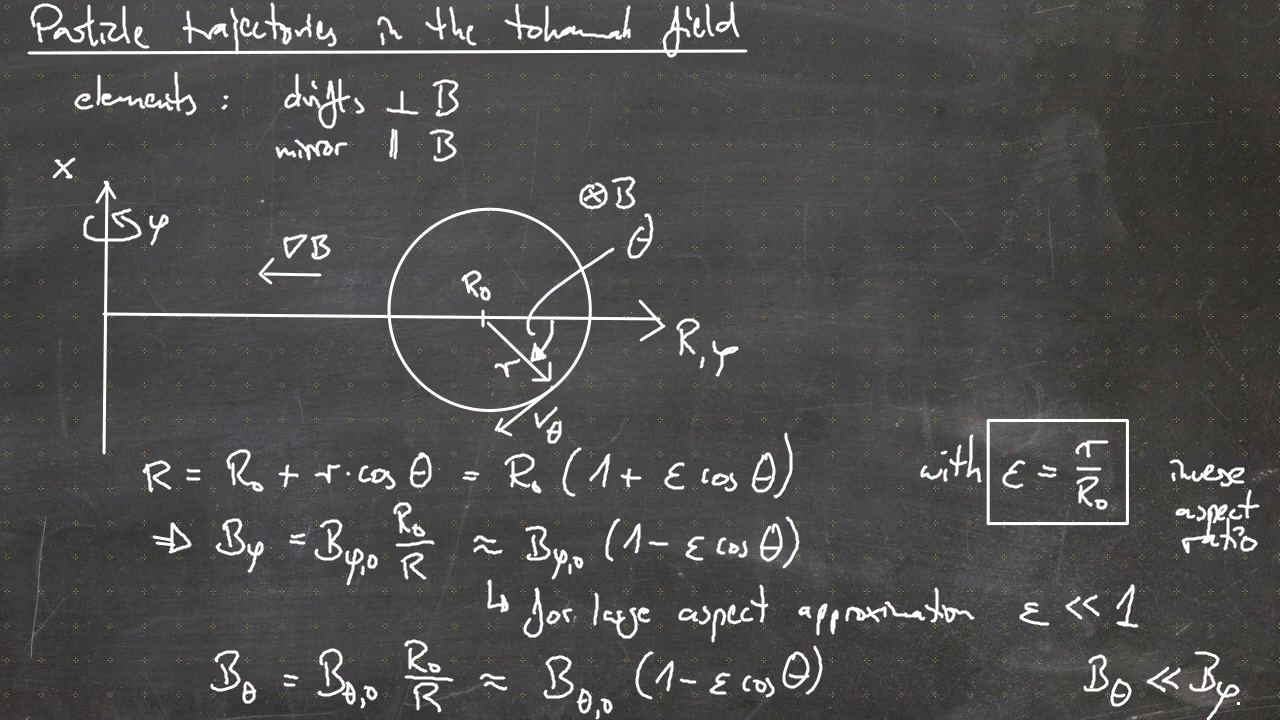 Particle trajectories in the tokamak field
elements : drifts ⊥ B
mirror ∥ B
x
φ
∇B
⊗B
θ
R₀
r
R, φ
v_θ
R = R₀ + r·cos θ = R₀ (1 + ε cos θ)
with ε = r/R₀
inverse
aspect
ratio
⇒ B_φ = B_φ,0 R₀/R ≈ B_φ,0 (1 - ε cos θ)
↳ for large aspect approximation ε << 1
B_θ = B_θ,0 R₀/R ≈ B_θ,0 (1 - ε cos θ)
B_θ << B_φ.